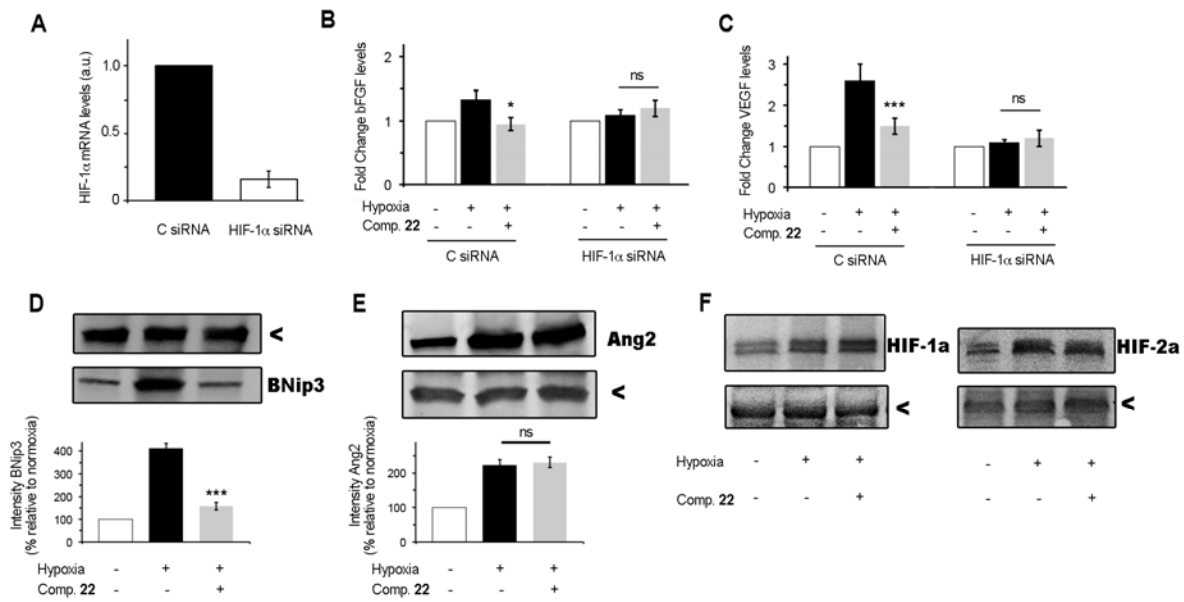 A
HIF-1α mRNA levels (a.u.)
1.0
0.5
0
C siRNA HIF-1α siRNA
B
Fold Change bFGF levels
2
1
0
*
ns
Hypoxia - + + - + +
Comp. 22 - - + - - +
C siRNA HIF-1α siRNA
C
Fold Change VEGF levels
3
2
1
0
***
ns
Hypoxia - + + - + +
Comp. 22 - - + - - +
C siRNA HIF-1α siRNA
D
<
BNip3
Intensity BNip3
(% relative to normoxia)
400
300
200
100
0
***
Hypoxia - + +
Comp. 22 - - +
E
Ang2
<
Intensity Ang2
(% relative to normoxia)
200
100
0
ns
Hypoxia - + +
Comp. 22 - - +
F
HIF-1a
<
HIF-2a
<
Hypoxia - + + - + +
Comp. 22 - - + - - +